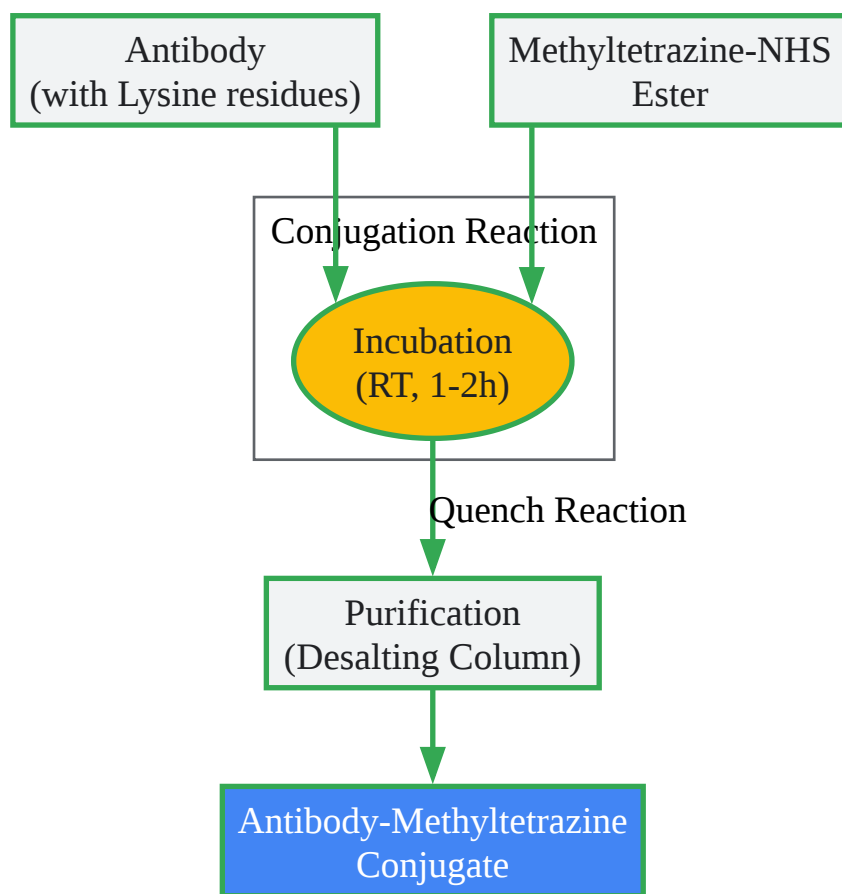 Antibody
(with Lysine residues)
Methyltetrazine-NHS
Ester
Conjugation Reaction
Incubation
(RT, 1-2h)
Quench Reaction
Purification
(Desalting Column)
Antibody-Methyltetrazine
Conjugate